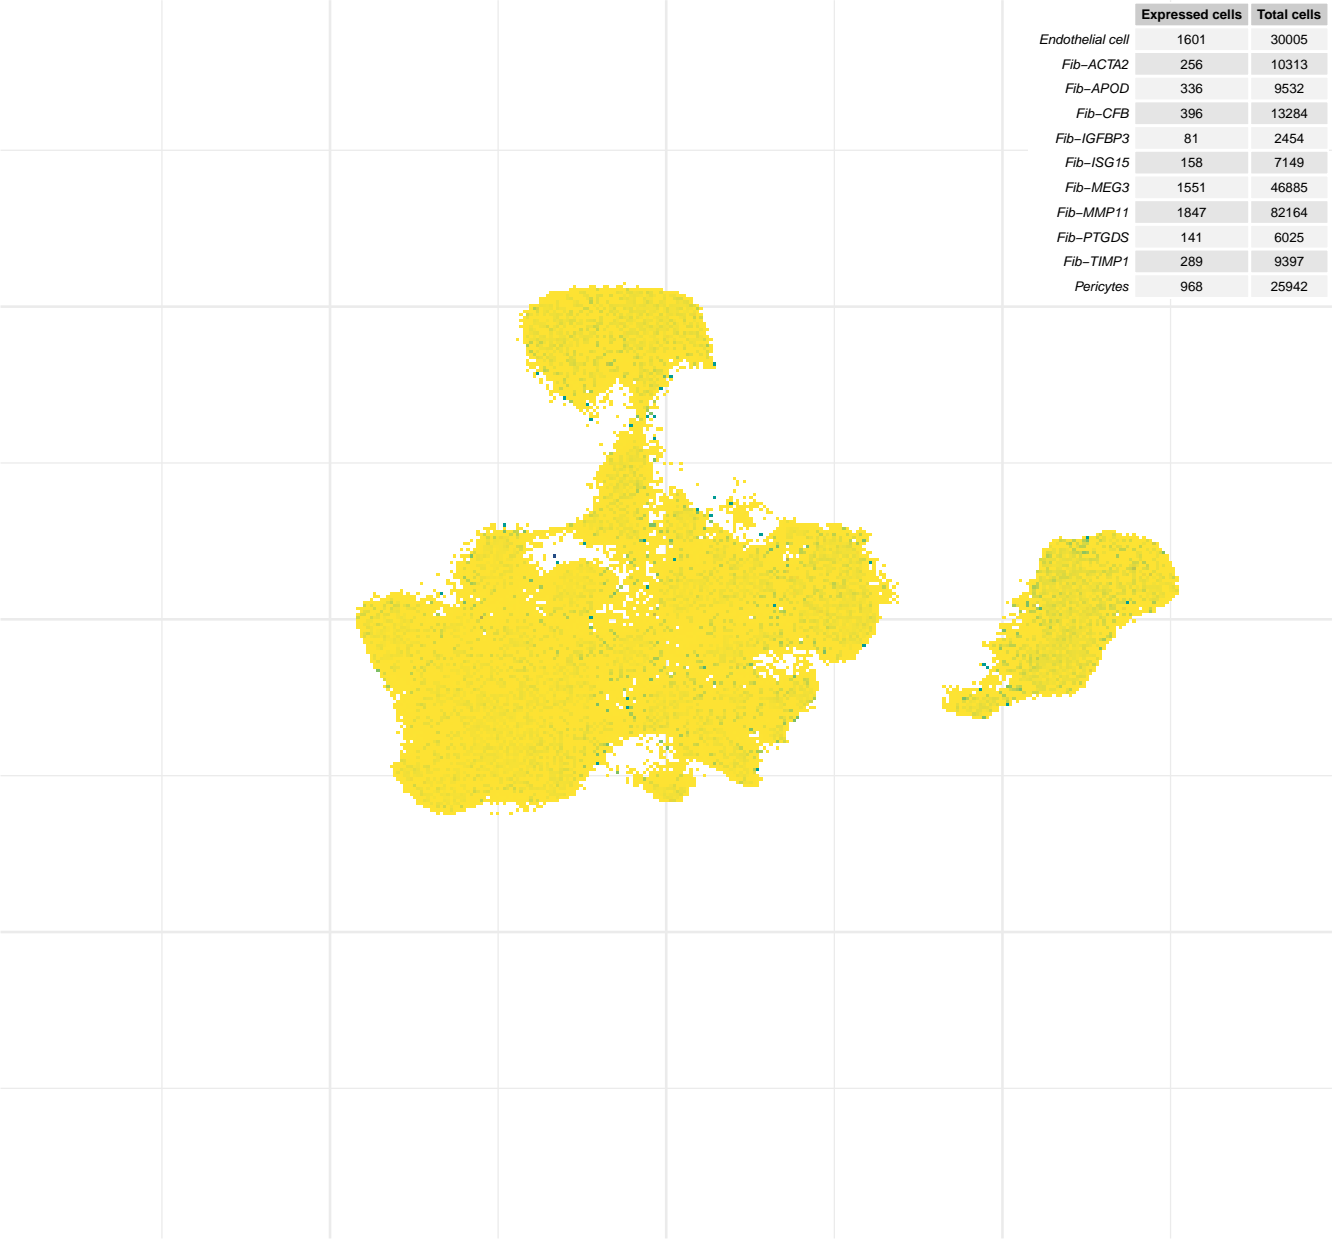 Expressed cells Total cells
Endothelial cell 1601 30005
Fib−ACTA2 256 10313
Fib−APOD 336 9532
Fib−CFB 396 13284
Fib−IGFBP3 81 2454
Fib−ISG15 158 7149
Fib−MEG3 1551 46885
Fib−MMP11 1847 82164
Fib−PTGDS 141 6025
Fib−TIMP1 289 9397
Pericytes 968 25942